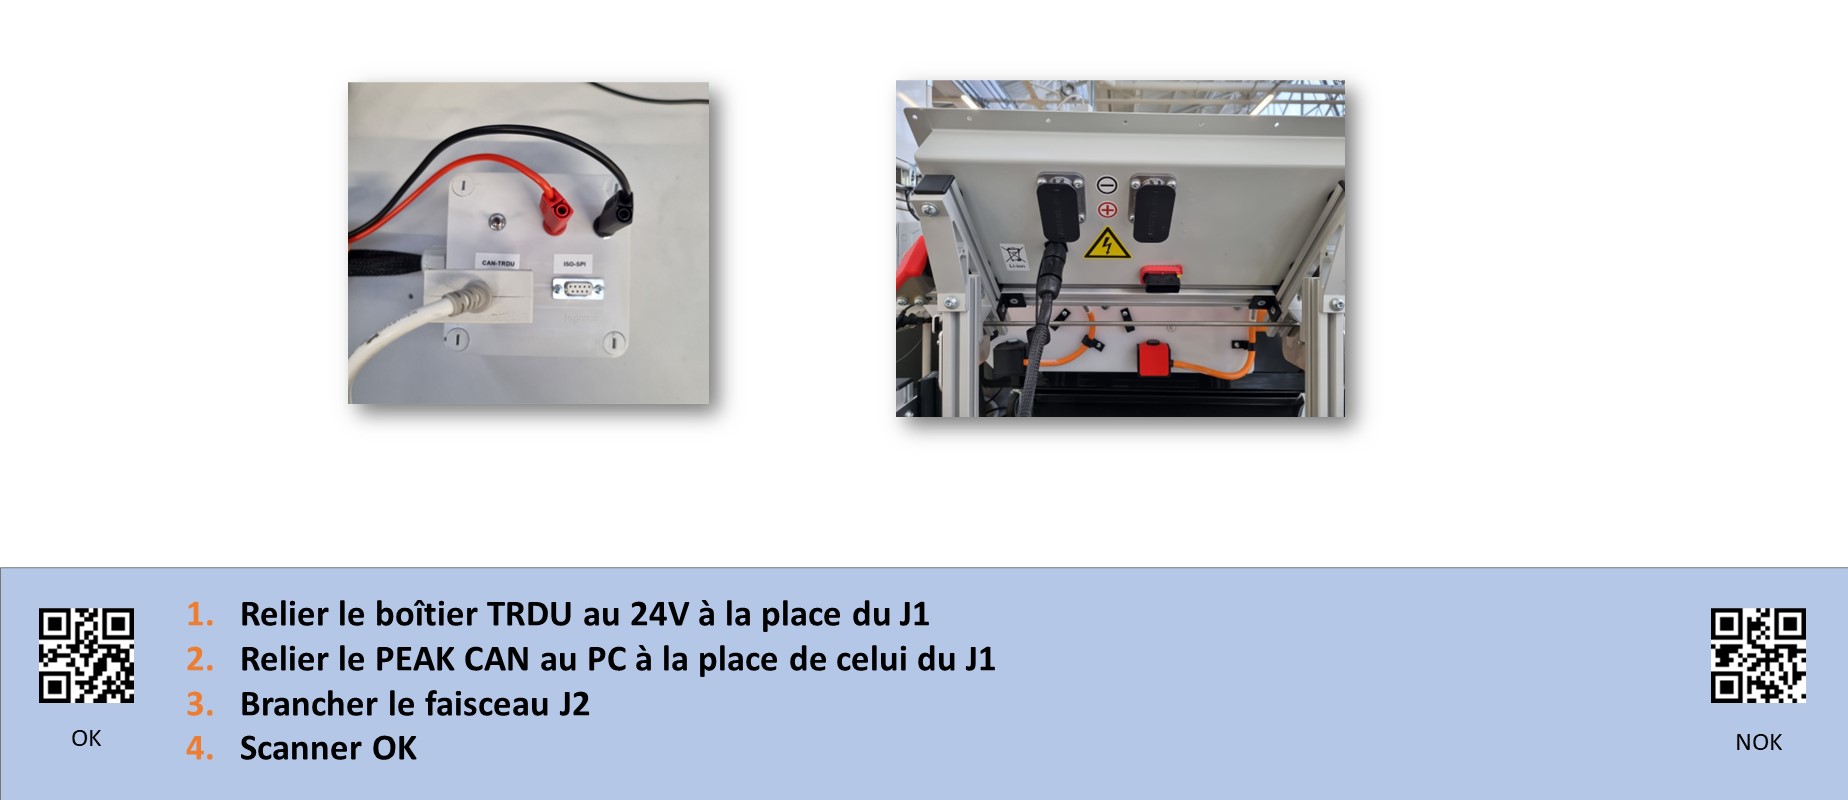 CAN-TRDU
ISO-SPI
Li-ion
1. Relier le boîtier TRDU au 24V à la place du J1
2. Relier le PEAK CAN au PC à la place de celui du J1
3. Brancher le faisceau J2
4. Scanner OK
OK
NOK